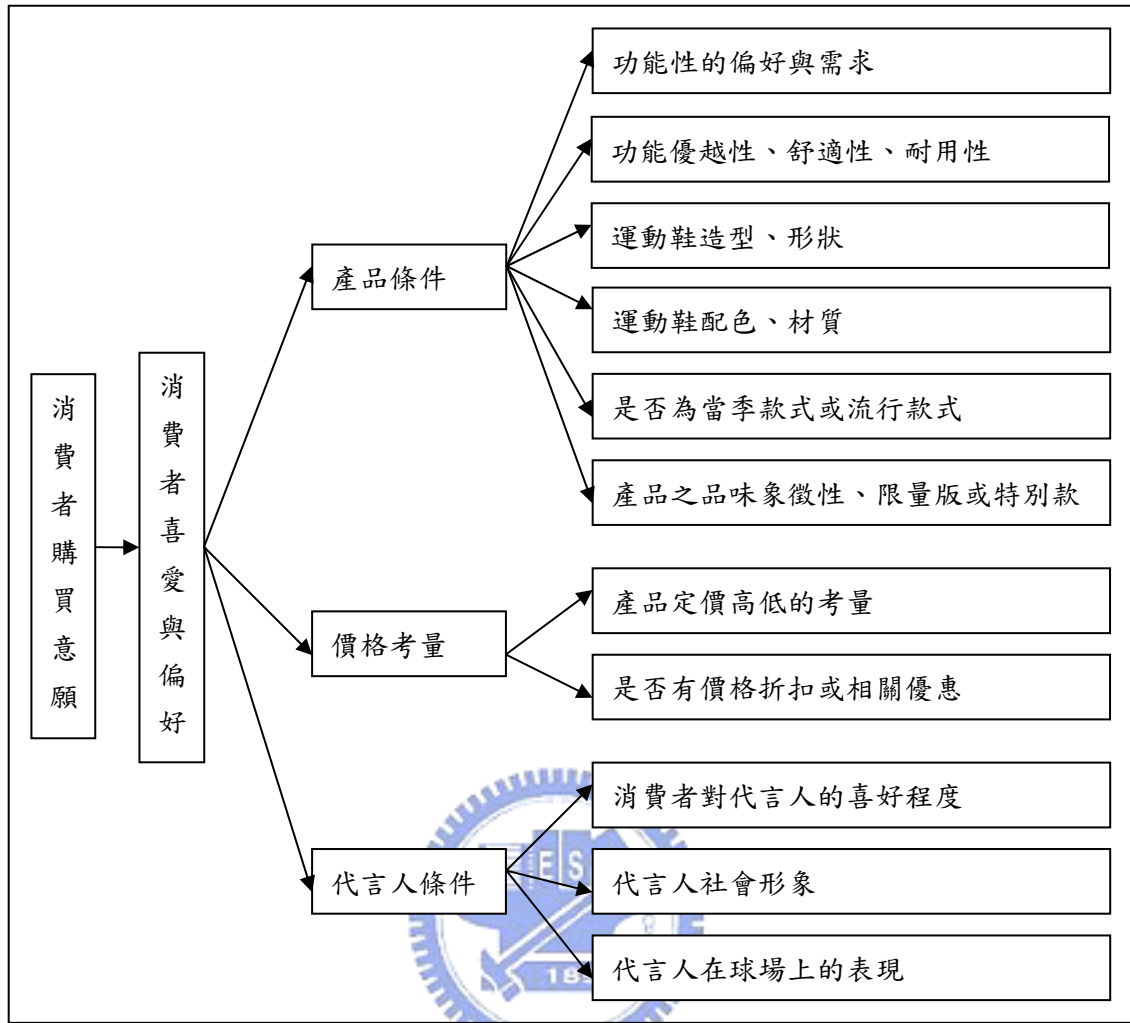 消費者購買意願
消費者喜愛與偏好
產品條件
功能性的偏好與需求
功能優越性、舒適性、耐用性
運動鞋造型、形狀
運動鞋配色、材質
是否為當季款式或流行款式
產品之品味象徵性、限量版或特別款
價格考量
產品定價高低的考量
是否有價格折扣或相關優惠
代言人條件
消費者對代言人的喜好程度
代言人社會形象
代言人在球場上的表現
ES
189